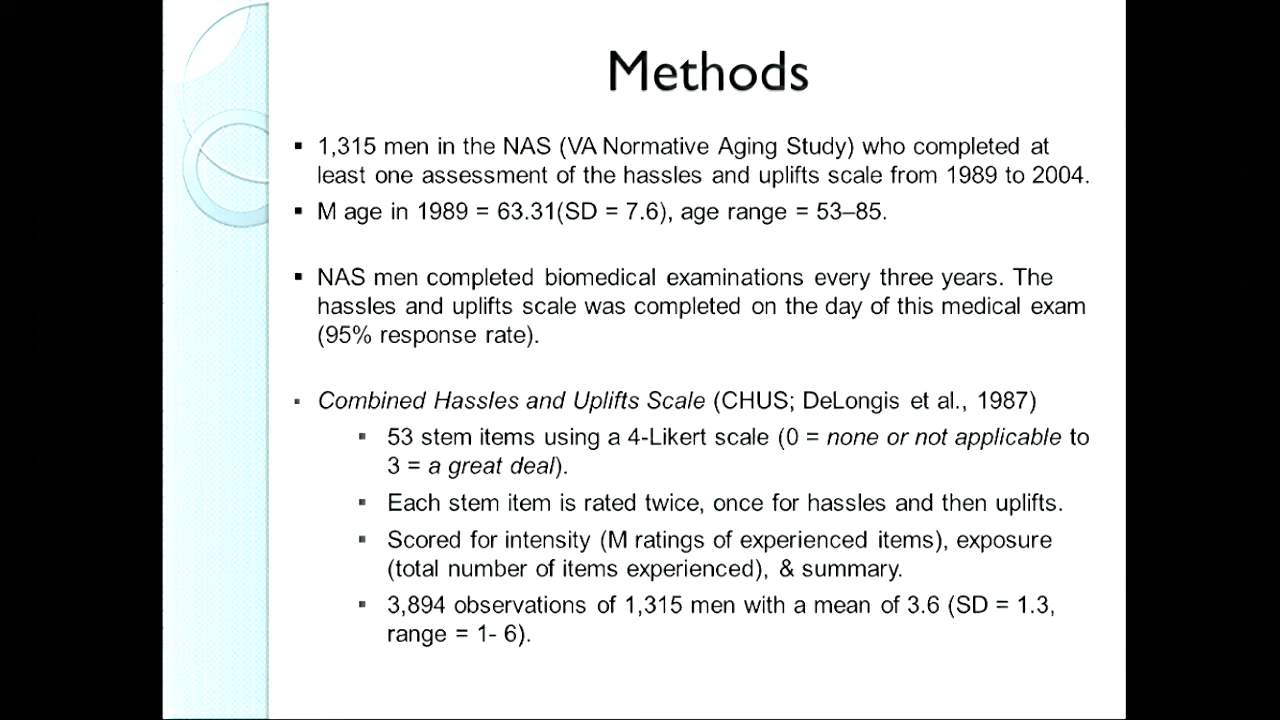 Methods
▪ 1,315 men in the NAS (VA Normative Aging Study) who completed at
least one assessment of the hassles and uplifts scale from 1989 to 2004.
▪ M age in 1989 = 63.31(SD = 7.6), age range = 53–85.
▪ NAS men completed biomedical examinations every three years. The
hassles and uplifts scale was completed on the day of this medical exam
(95% response rate).
▪ Combined Hassles and Uplifts Scale (CHUS; DeLongis et al., 1987)
▪ 53 stem items using a 4-Likert scale (0 = none or not applicable to
3 = a great deal).
▪ Each stem item is rated twice, once for hassles and then uplifts.
▪ Scored for intensity (M ratings of experienced items), exposure
(total number of items experienced), & summary.
▪ 3,894 observations of 1,315 men with a mean of 3.6 (SD = 1.3,
range = 1- 6).